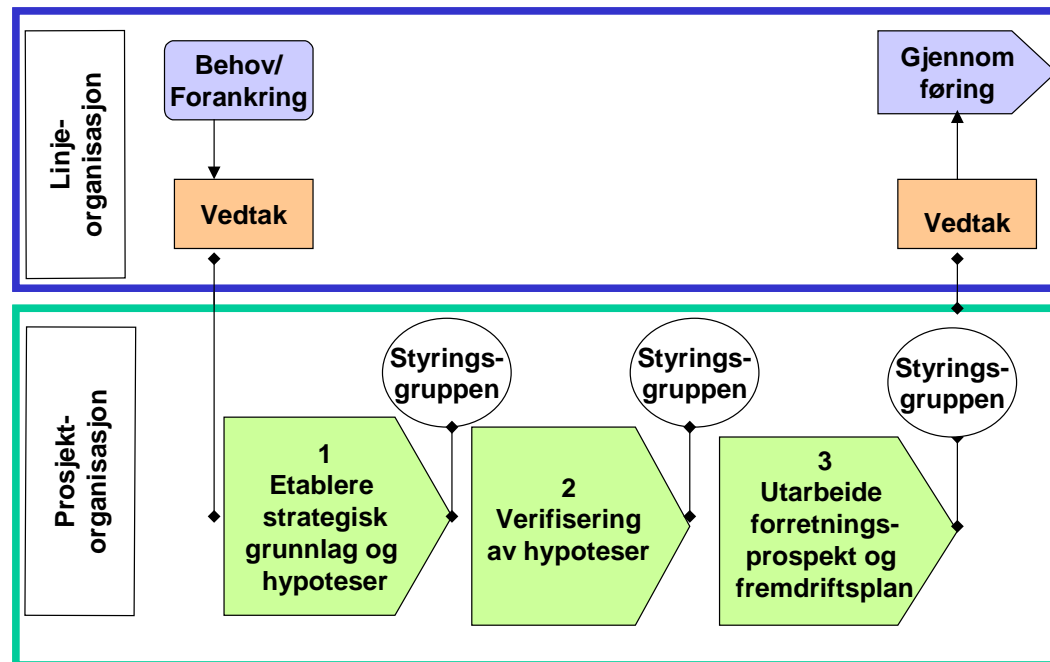 Linje-
organisasjon
Behov/
Forankring
Vedtak
Gjennom
føring
Vedtak
Prosjekt-
organisasjon
Styrings-
gruppen
Styrings-
gruppen
Styrings-
gruppen
1
Etablere
strategisk
grunnlag og
hypoteser
2
Verifisering
av hypoteser
3
Utarbeide
forretnings-
prospekt og
fremdriftsplan